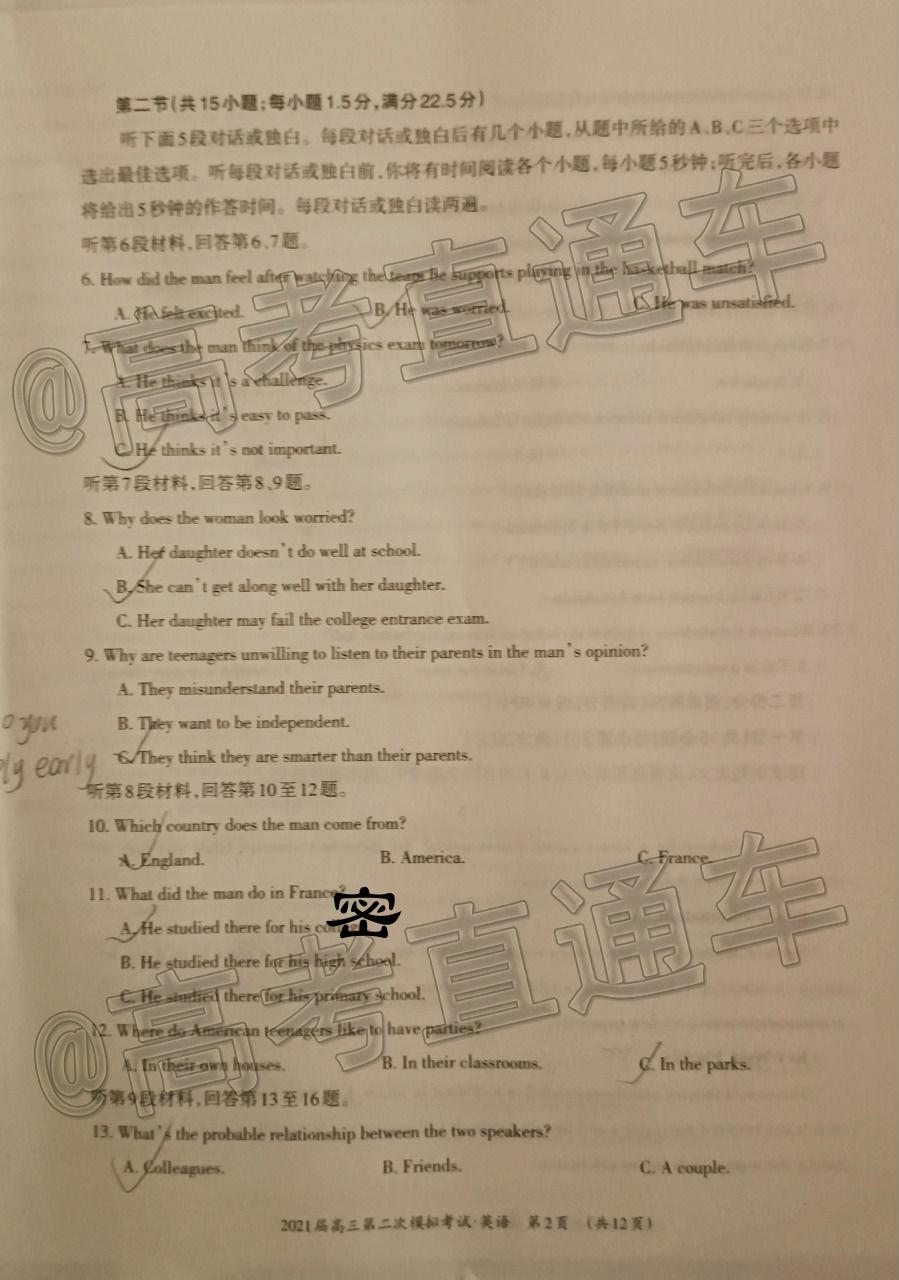 第二节(共15小题;每小题1.5分,满分22.5分)
听下面5段对话或独白。每段对话或独白后有几个小题,从题中所给的A、B、C三个选项中
选出最佳选项。听每段对话或独白前,你将有时间阅读各个小题,每小题5秒钟;听完后,各小题
将给出5秒钟的作答时间。每段对话或独白读两遍。
听第6段材料,回答第6、7题。
6. How did the man feel after watching the team he supports playing in the basketball match?
A. He felt excited. B. He was worried. C. He was unsatisfied.
7. What does the man think of the physics exam tomorrow?
A. He thinks it's a challenge.
B. He thinks it's easy to pass.
C. He thinks it's not important.
听第7段材料,回答第8、9题。
8. Why does the woman look worried?
A. Her daughter doesn't do well at school.
B. She can't get along well with her daughter.
C. Her daughter may fail the college entrance exam.
9. Why are teenagers unwilling to listen to their parents in the man's opinion?
A. They misunderstand their parents.
B. They want to be independent.
C. They think they are smarter than their parents.
early
听第8段材料,回答第10至12题。
10. Which country does the man come from?
A. England. B. America. C. France.
11. What did the man do in France?
A. He studied there for his
密
B. He studied there for his high school.
C. He studied there for his primary school.
12. Where do American teenagers like to have parties?
A. In their own houses. B. In their classrooms. C. In the parks.
听第9段材料,回答第13至16题。
13. What's the probable relationship between the two speakers?
A. Colleagues. B. Friends. C. A couple.
2021届高三第二次模拟考试·英语 第2页 (共12页)
@高考直通车
@高考直通车